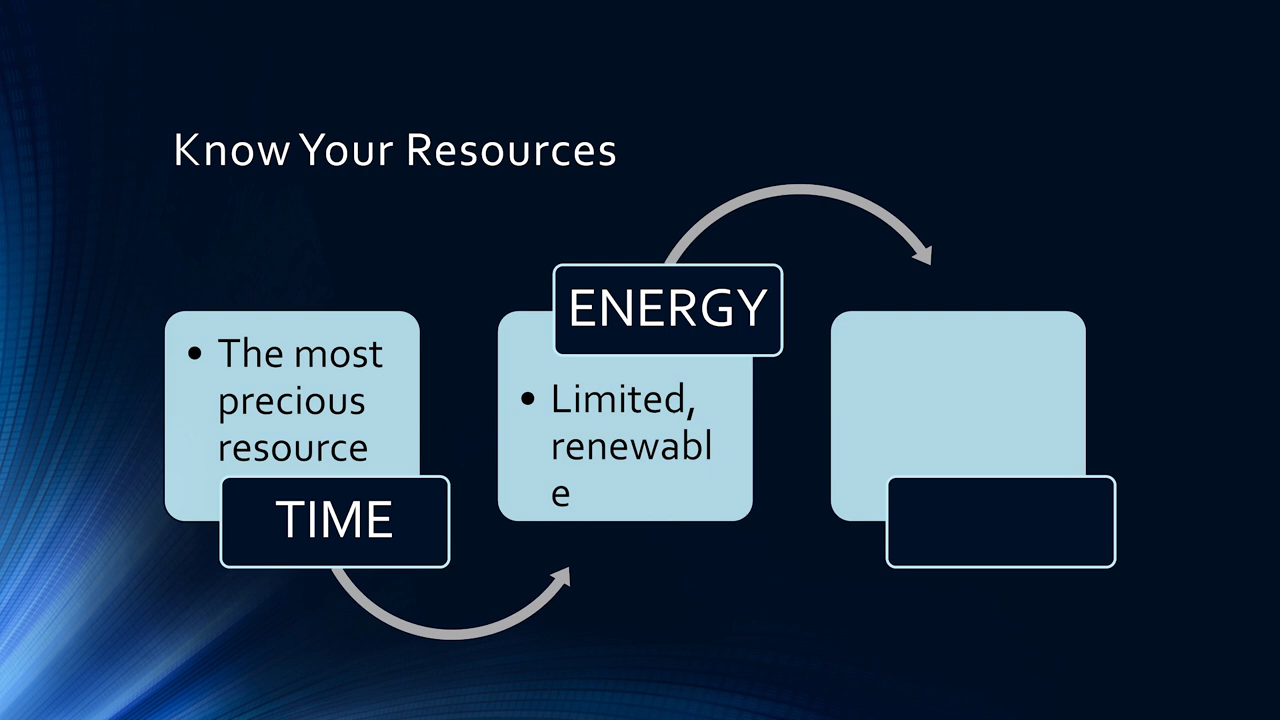 Know Your Resources
• The most
precious
resource
TIME
ENERGY
• Limited,
renewabl
e